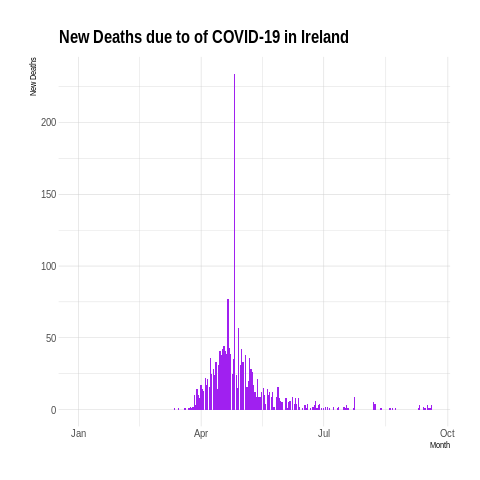 New Deaths due to of COVID-19 in Ireland
New Deaths
200
150
100
50
0
Jan Apr Jul Oct
Month